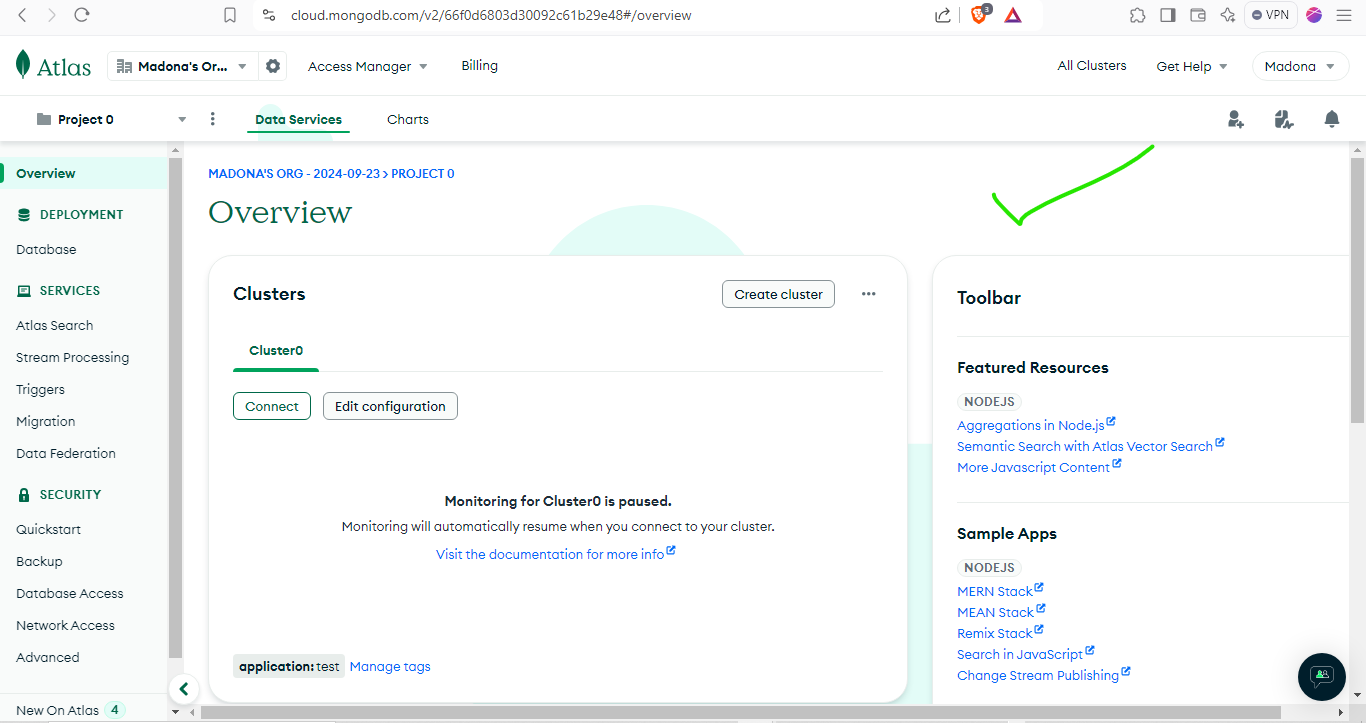 cloud.mongodb.com/v2/66f0d6803d30092c61b29e48#/overview
3
VPN
Atlas
Madona's Or...
Access Manager
Billing
All Clusters
Get Help
Madona
Project 0
Data Services
Charts
Overview
DEPLOYMENT
Database
SERVICES
Atlas Search
Stream Processing
Triggers
Migration
Data Federation
SECURITY
Quickstart
Backup
Database Access
Network Access
Advanced
New On Atlas 4
MADONA'S ORG - 2024-09-23 > PROJECT 0
Overview
Clusters
Create cluster
Cluster0
Connect
Edit configuration
Monitoring for Cluster0 is paused.
Monitoring will automatically resume when you connect to your cluster.
Visit the documentation for more info
application: test
Manage tags
Toolbar
Featured Resources
NODEJS
Aggregations in Node.js
Semantic Search with Atlas Vector Search
More Javascript Content
Sample Apps
NODEJS
MERN Stack
MEAN Stack
Remix Stack
Search in JavaScript
Change Stream Publishing